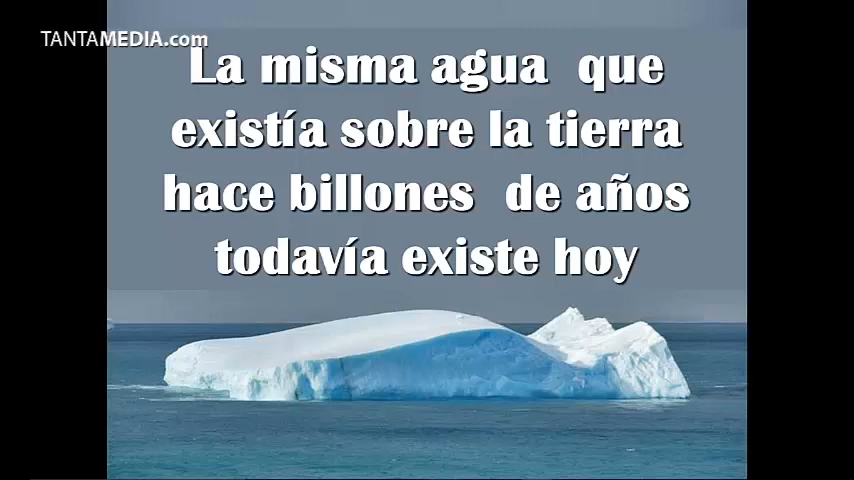 TANTAMEDIA.com
La misma agua que
existía sobre la tierra
hace billones de años
todavía existe hoy